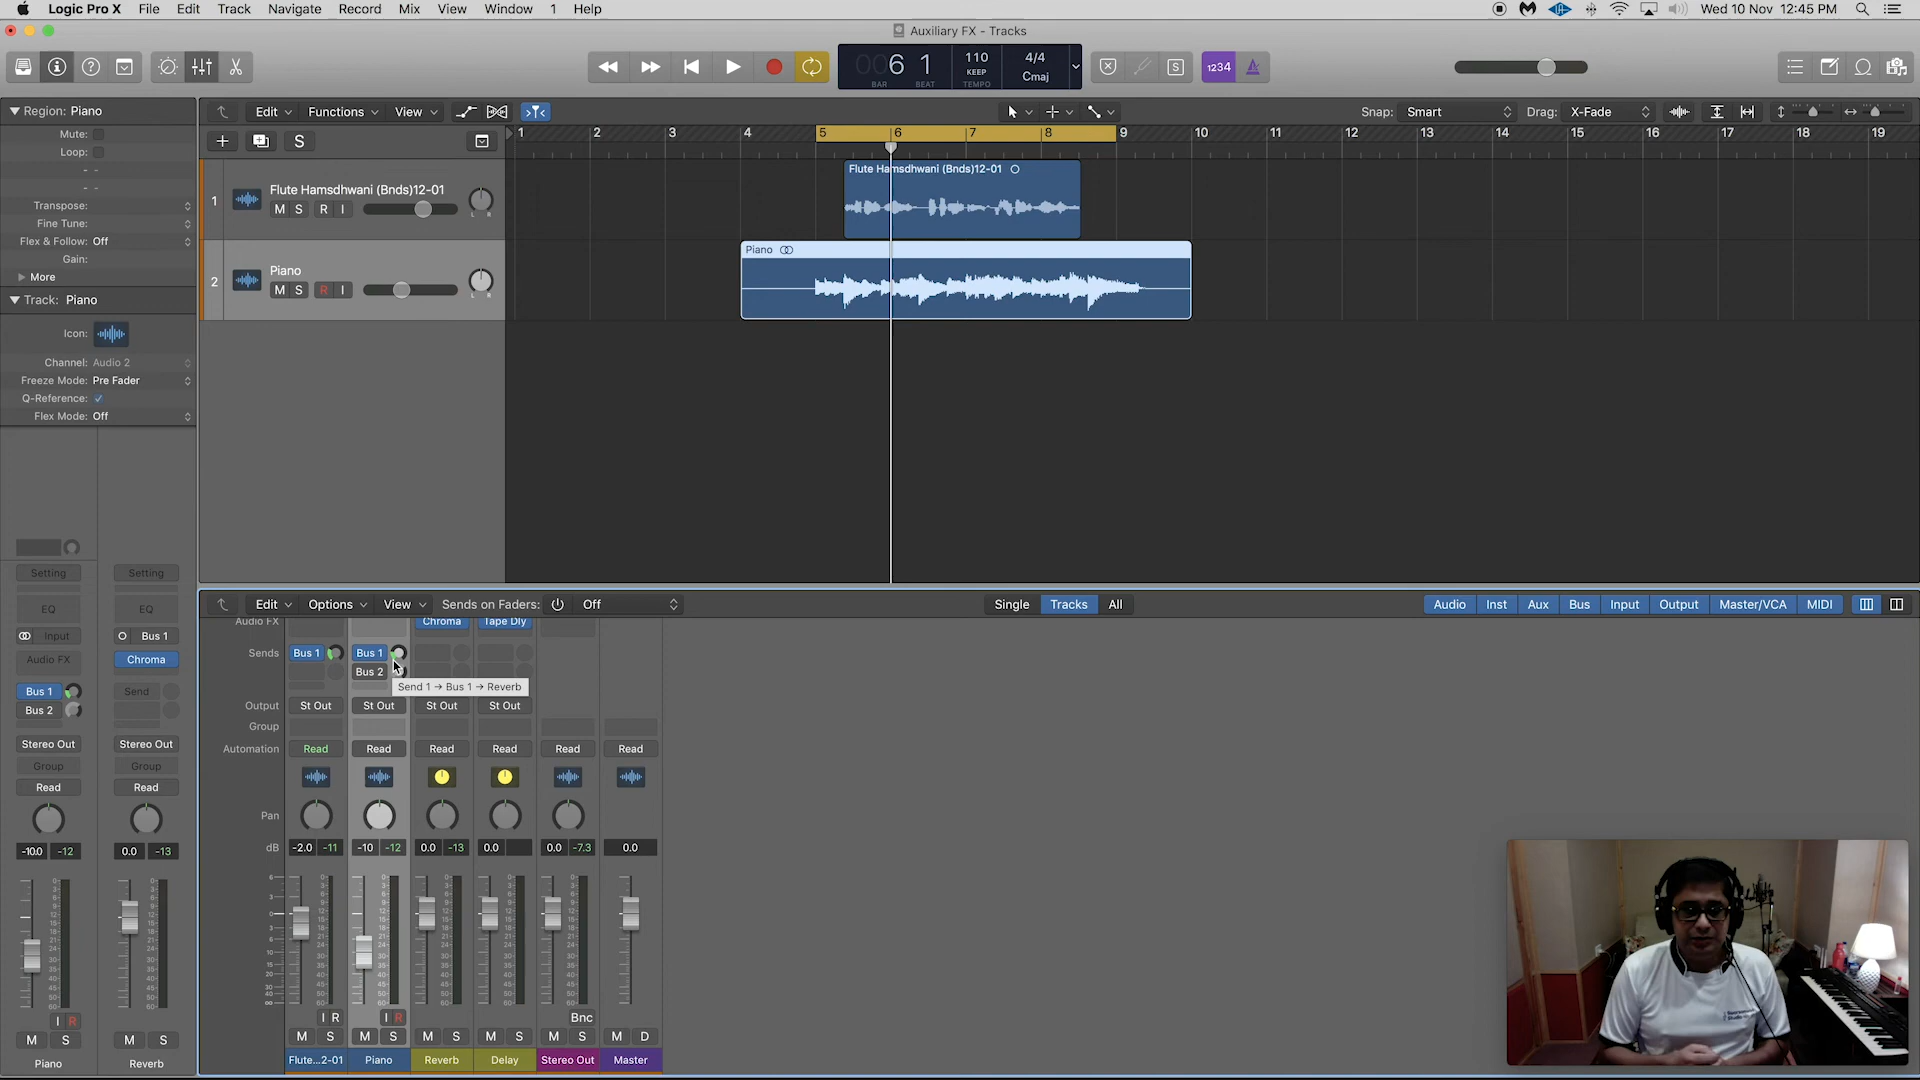 Logic Pro X File Edit Track Navigate Record Mix View Window 1 Help
Wed 10 Nov 12:45 PM
Auxiliary FX - Tracks
006 1
BAR BEAT
110
KEEP
TEMPO
4/4
Cmaj
S
1234
Region: Piano
Mute:
Loop:
Transpose:
Fine Tune:
Flex & Follow: Off
Gain:
More
Track: Piano
Icon:
Channel: Audio 2
Freeze Mode: Pre Fader
Q-Reference:
Flex Mode: Off
Edit Functions View
Snap: Smart
Drag: X-Fade
S
1 2 3 4 5 6 7 8 9 10 11 12 13 14 15 16 17 18 19
1
Flute Hamsdhwani (Bnds)12-01
M S R I
L R
Flute Hamsdhwani (Bnds)12-01
2
Piano
M S R I
L R
Piano
Setting
EQ
Input
Audio FX
Bus 1
Bus 2
Stereo Out
Group
Read
-10.0 -12
I R
M S
Piano
Setting
EQ
Bus 1
Chroma
Send
Stereo Out
Group
Read
0.0 -13
M S
Reverb
Edit Options View Sends on Faders: Off
Single Tracks All
Audio Inst Aux Bus Input Output Master/VCA MIDI
Audio FX Chroma Tape Dly
Sends Bus 1 Bus 1
Bus 2
Send 1 → Bus 1 → Reverb
Output St Out St Out St Out St Out
Group
Automation Read Read Read Read Read Read
Pan
dB -2.0 -11 -10 -12 0.0 -13 0.0 0.0 -7.3 0.0
I R I R Bnc
M S M S M S M S M S M D
Flute...2-01 Piano Reverb Delay Stereo Out Master